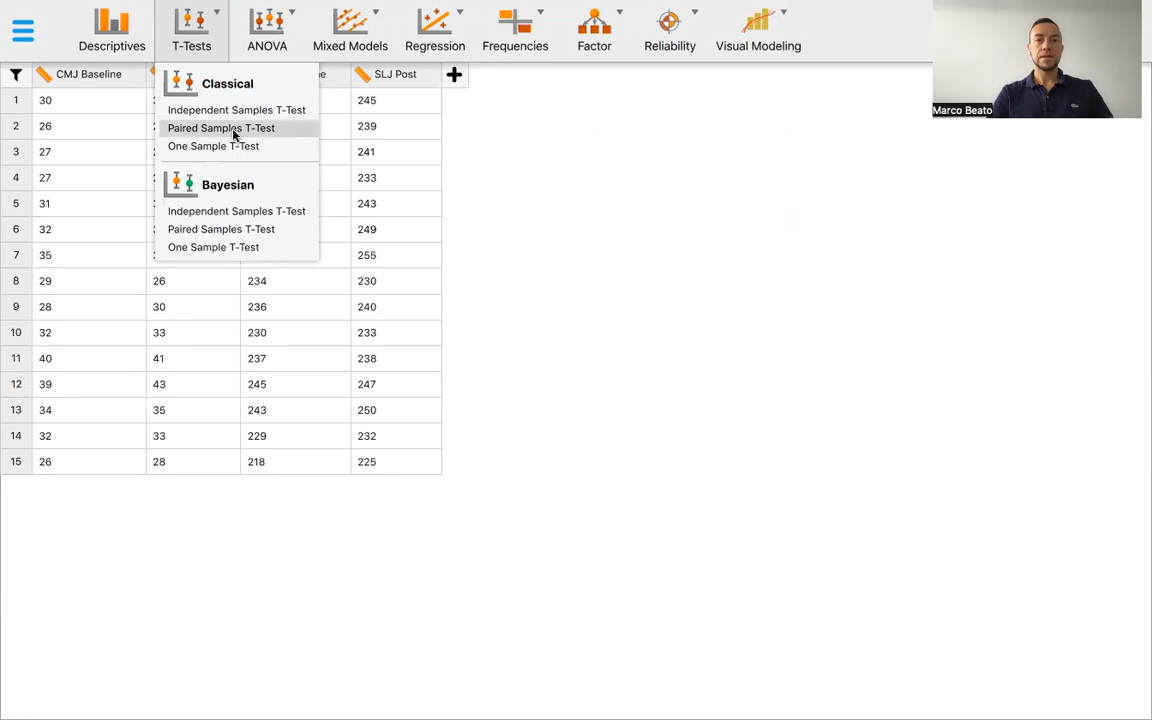 Descriptives T-Tests ANOVA Mixed Models Regression Frequencies Factor Reliability Visual Modeling
Marco Beato
CMJ Baseline SLJ Post
Classical
Independent Samples T-Test
Paired Samples T-Test
One Sample T-Test
Bayesian
Independent Samples T-Test
Paired Samples T-Test
One Sample T-Test
1 30 245
2 26 239
3 27 241
4 27 233
5 31 243
6 32 249
7 35 255
8 29 26 234 230
9 28 30 236 240
10 32 33 230 233
11 40 41 237 238
12 39 43 245 247
13 34 35 243 250
14 32 33 229 232
15 26 28 218 225